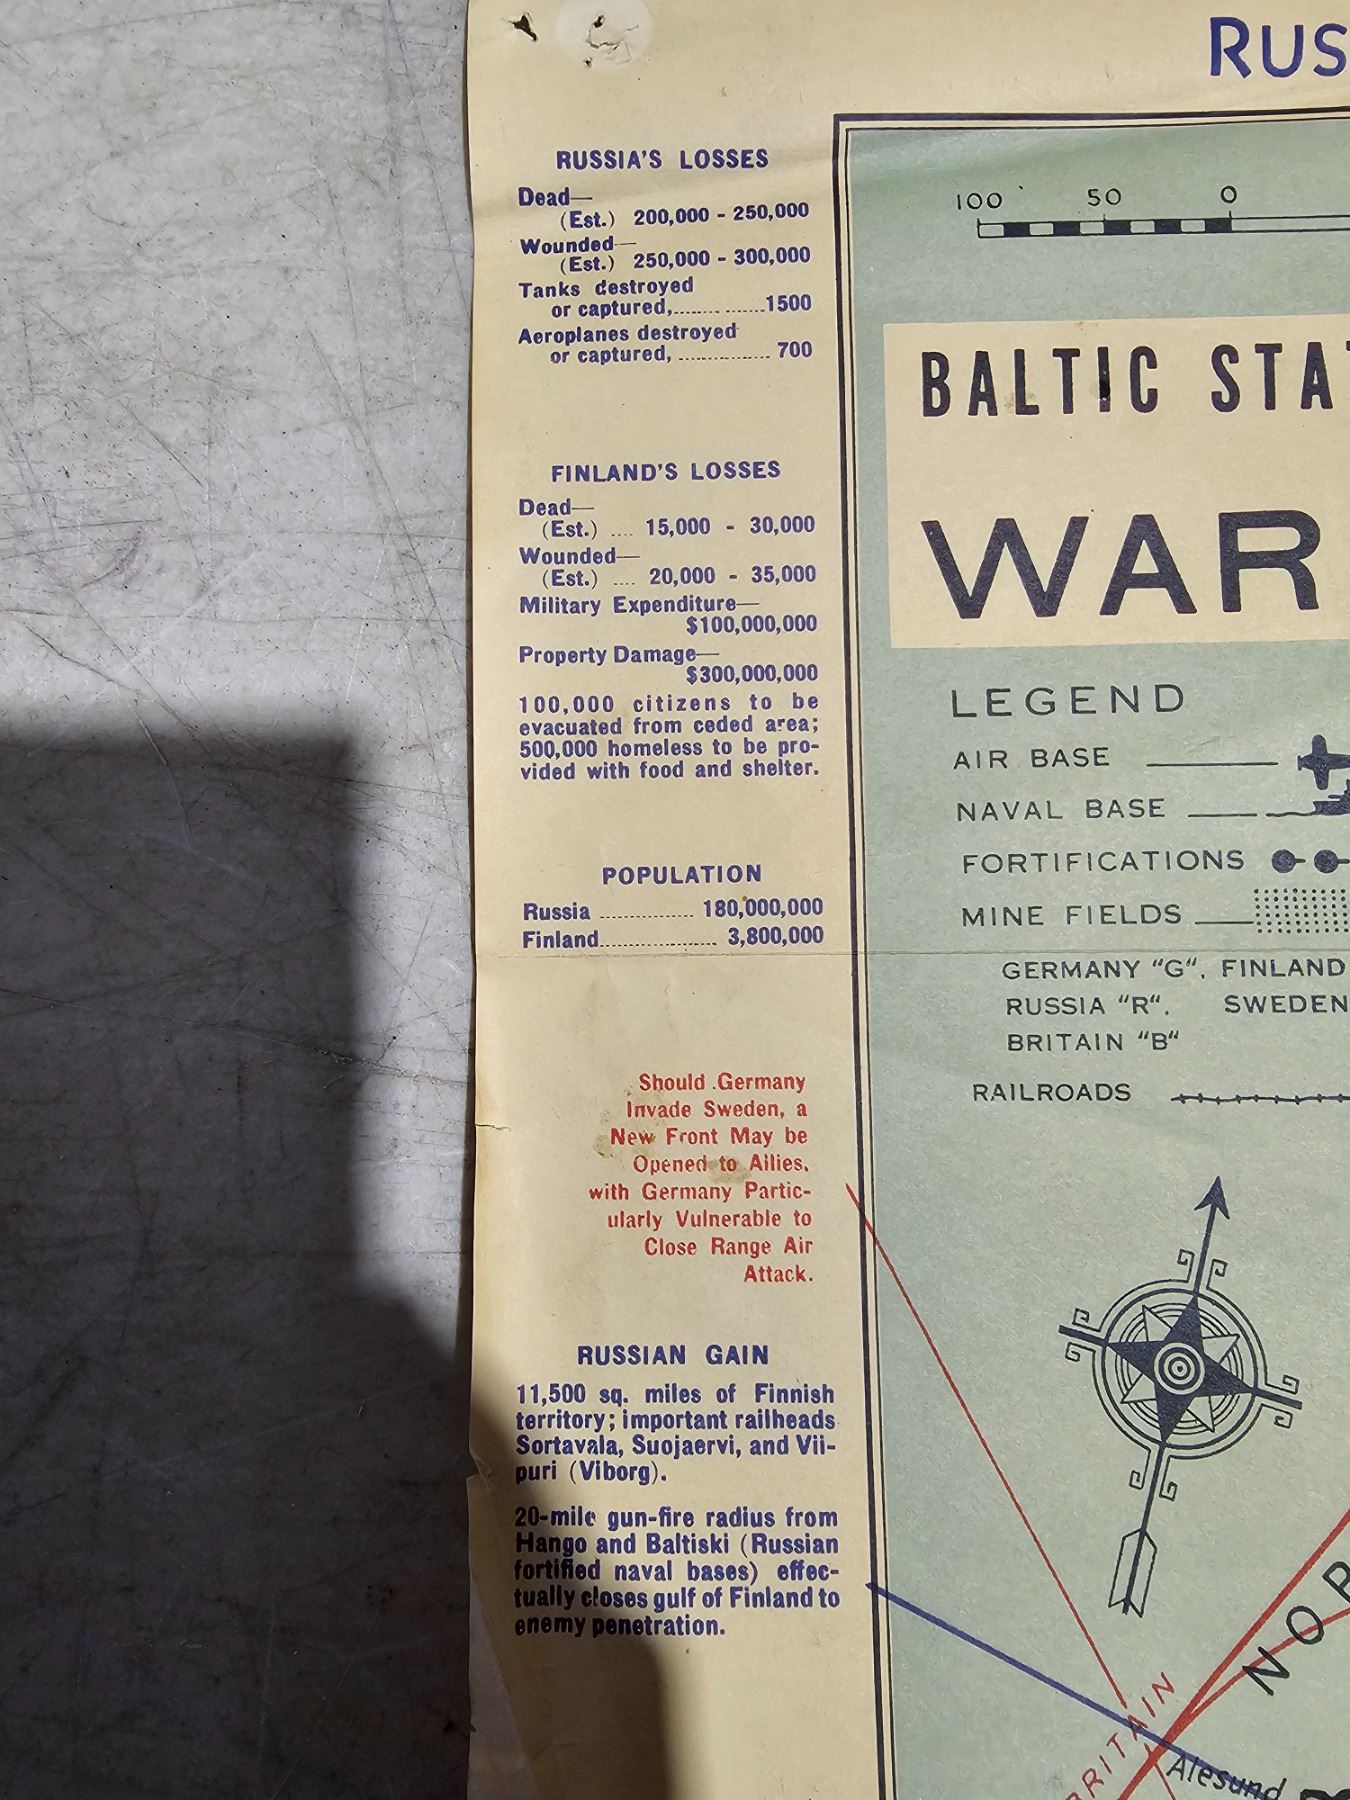 RUS
RUSSIA'S LOSSES
Dead—
(Est.) 200,000 - 250,000
Wounded—
(Est.) 250,000 - 300,000
Tanks destroyed
or captured,...............1500
Aeroplanes destroyed
or captured, ............... 700
FINLAND'S LOSSES
Dead—
(Est.) .... 15,000 - 30,000
Wounded—
(Est.) .... 20,000 - 35,000
Military Expenditure—
$100,000,000
Property Damage—
$300,000,000
100,000 citizens to be
evacuated from ceded area;
500,000 homeless to be pro-
vided with food and shelter.
POPULATION
Russia ............... 180,000,000
Finland.................... 3,800,000
Should Germany
Invade Sweden, a
New Front May be
Opened to Allies,
with Germany Partic-
ularly Vulnerable to
Close Range Air
Attack.
RUSSIAN GAIN
11,500 sq. miles of Finnish
territory; important railheads
Sortavala, Suojaervi, and Vii-
puri (Viborg).
20-mile gun-fire radius from
Hango and Baltiski (Russian
fortified naval bases) effec-
tually closes gulf of Finland to
enemy penetration.
100 50 0
BALTIC STAT
WAR
LEGEND
AIR BASE
NAVAL BASE
FORTIFICATIONS
MINE FIELDS
GERMANY "G". FINLAND
RUSSIA "R". SWEDEN
BRITAIN "B"
RAILROADS
NOR
BRITAIN
Alesund